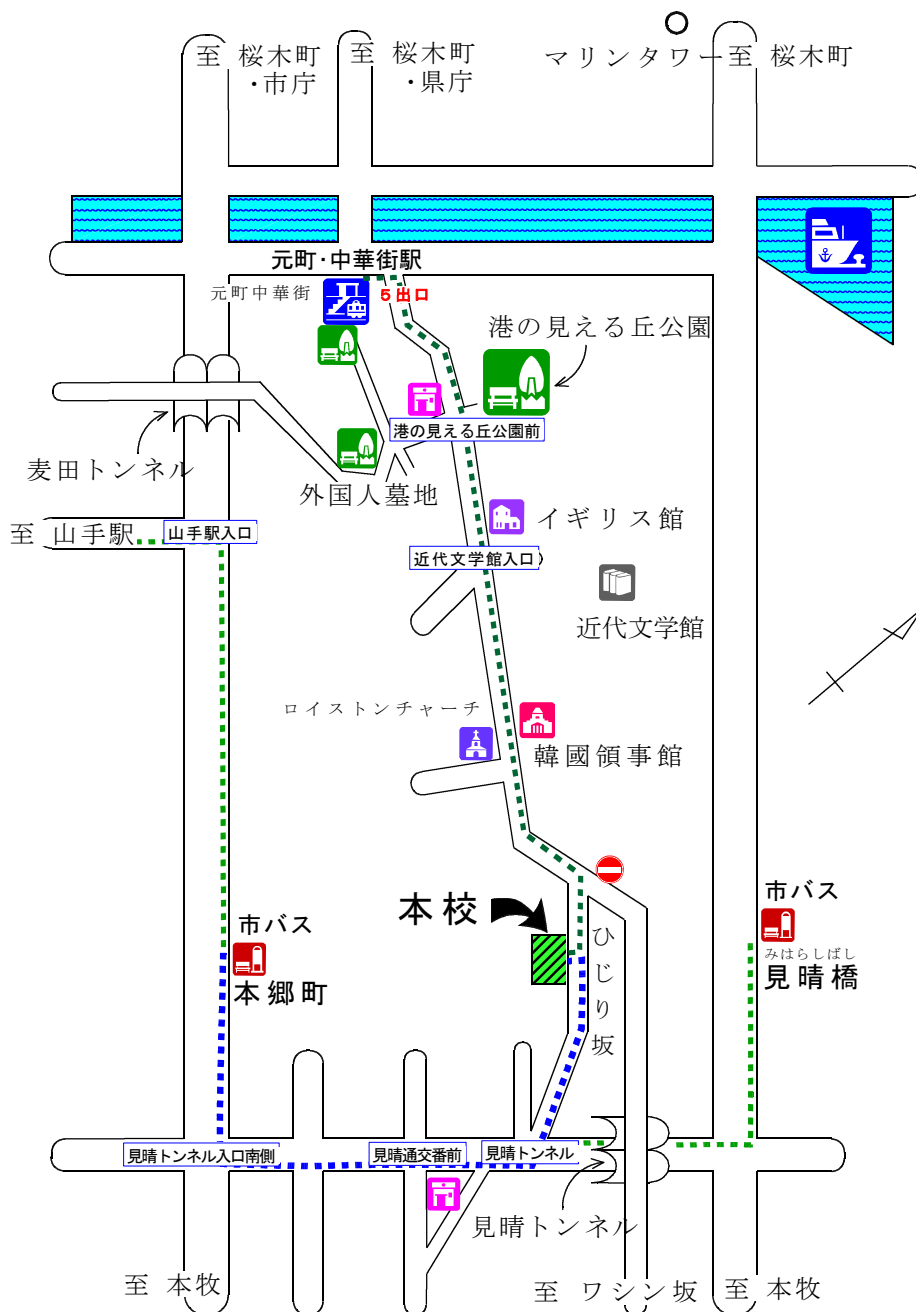 至 桜木町
・市庁
至 桜木町
・県庁
マリンタワー
至 桜木町
元町・中華街駅
元町中華街
5出口
港の見える丘公園
港の見える丘公園前
麦田トンネル
外国人墓地
イギリス館
至 山手駅
山手駅入口
近代文学館入口
近代文学館
ロイストンチャーチ
韓國領事館
本校
ひじり坂
市バス
本郷町
市バス
みはらしばし
見晴橋
見晴トンネル入口南側
見晴通交番前
見晴トンネル
見晴トンネル
至 本牧
至 ワシン坂
至 本牧